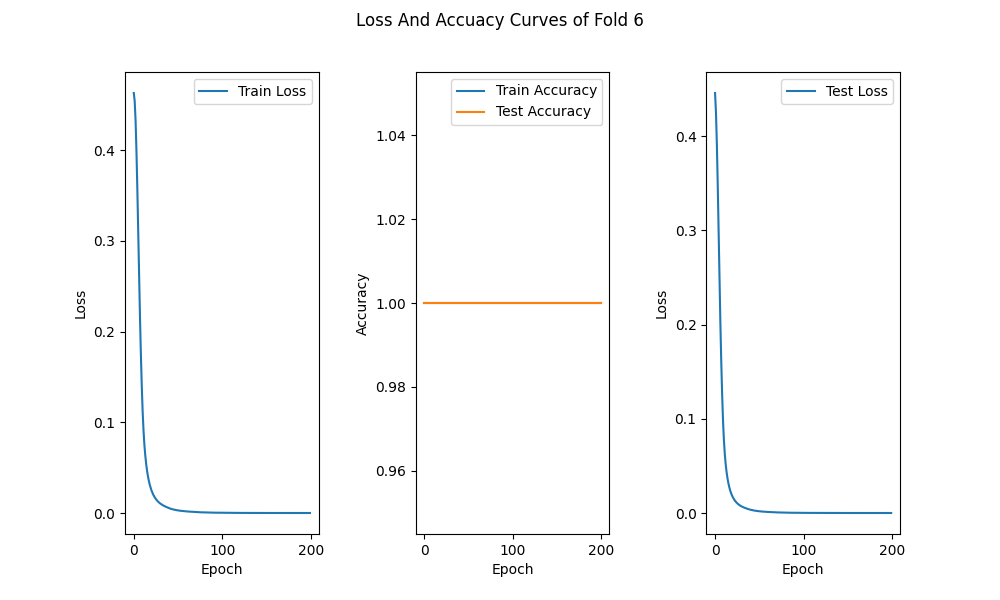 Loss And Accuacy Curves of Fold 6
Train Loss
0.4
0.3
0.2
0.1
0.0
Loss
0
100
200
Epoch
Train Accuracy
Test Accuracy
1.04
1.02
1.00
0.98
0.96
Accuracy
0
100
200
Epoch
Test Loss
0.4
0.3
0.2
0.1
0.0
Loss
0
100
200
Epoch